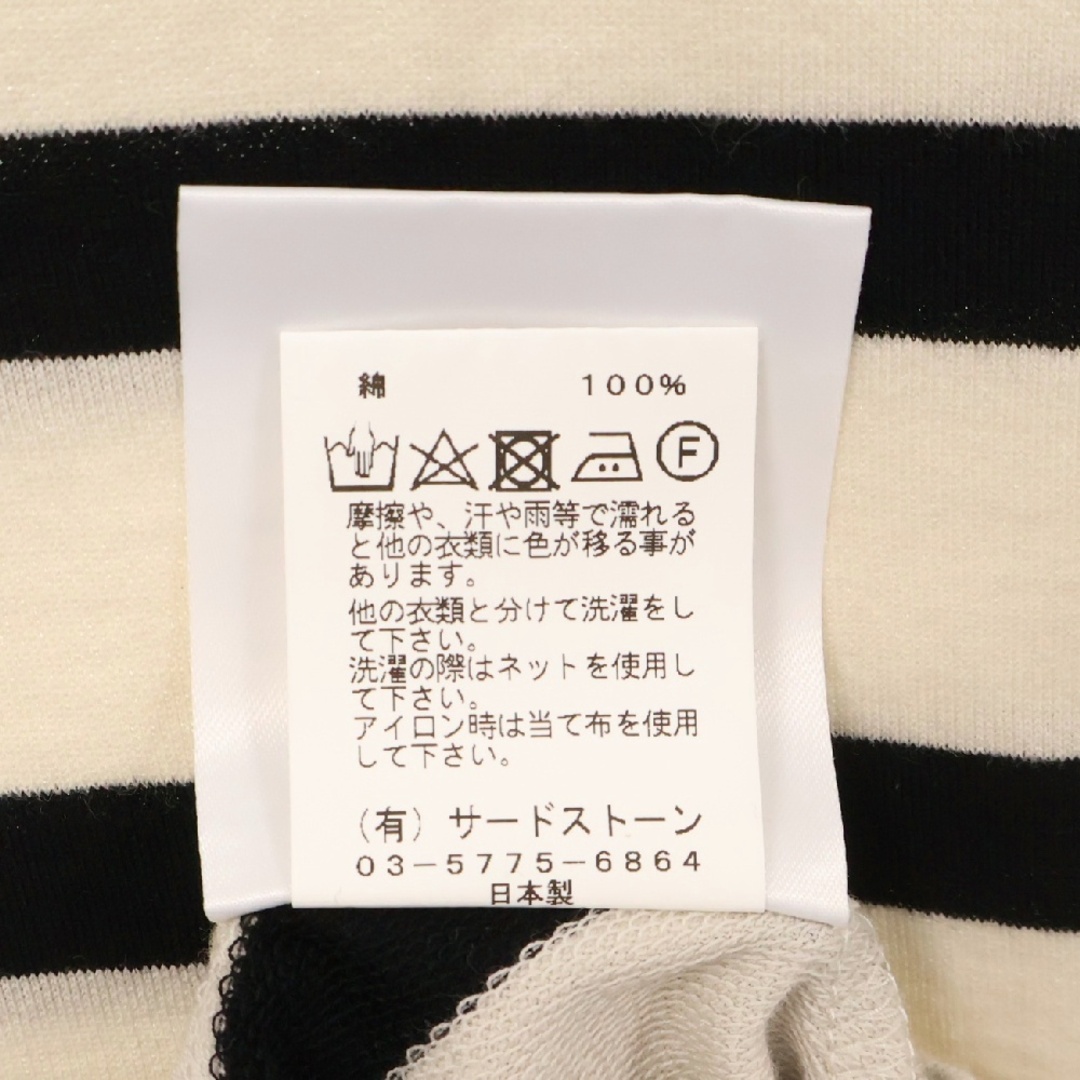 綿 １００％
F
摩擦や、汗や雨等で濡れる
と他の衣類に色が移る事が
あります。
他の衣類と分けて洗濯をし
て下さい。
洗濯の際はネットを使用し
て下さい。
アイロン時は当て布を使用
して下さい。
（有）サードストーン
０３－５７７５－６８６４
日本製